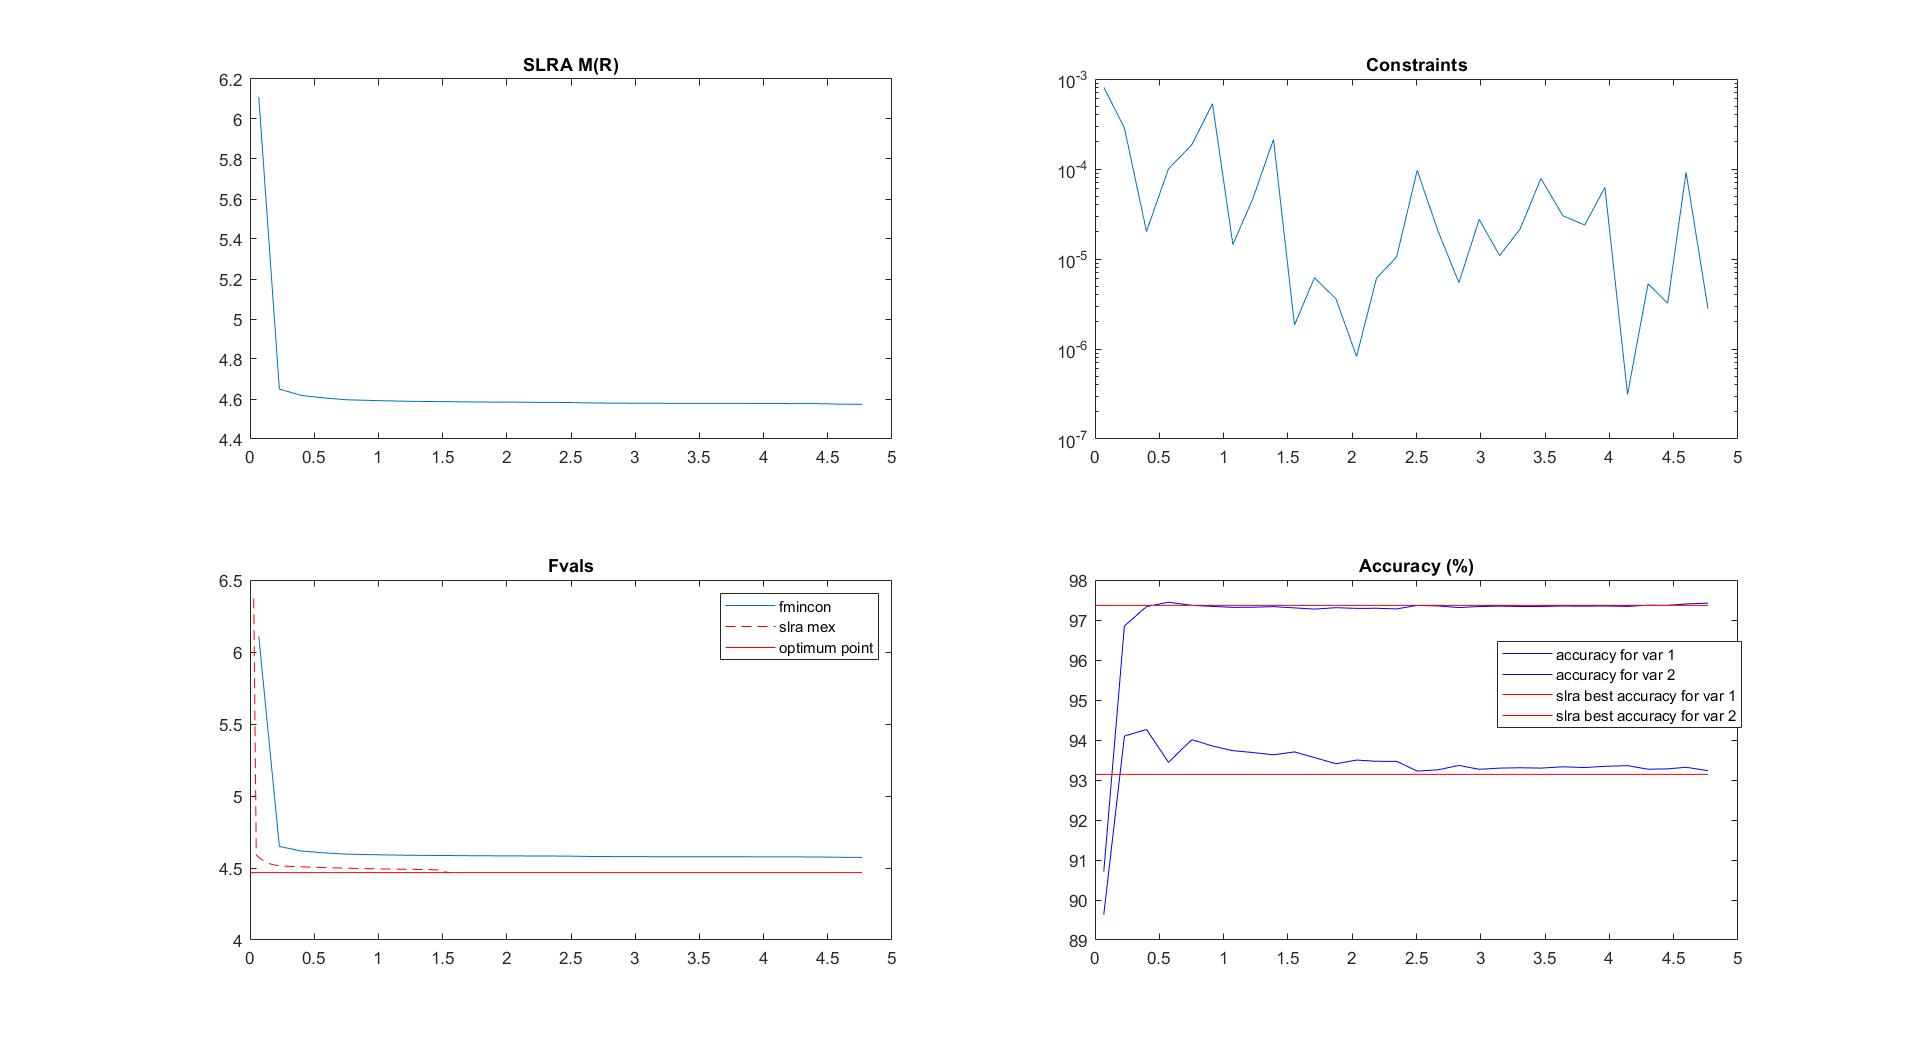 SLRA M(R)
6.2
6
5.8
5.6
5.4
5.2
5
4.8
4.6
4.4
0 0.5 1 1.5 2 2.5 3 3.5 4 4.5 5
Constraints
10-3
10-4
10-5
10-6
10-7
0 0.5 1 1.5 2 2.5 3 3.5 4 4.5 5
Fvals
6.5
6
5.5
5
4.5
4
fmincon
slra mex
optimum point
0 0.5 1 1.5 2 2.5 3 3.5 4 4.5 5
Accuracy (%)
98
97
96
95
94
93
92
91
90
89
accuracy for var 1
accuracy for var 2
slra best accuracy for var 1
slra best accuracy for var 2
0 0.5 1 1.5 2 2.5 3 3.5 4 4.5 5